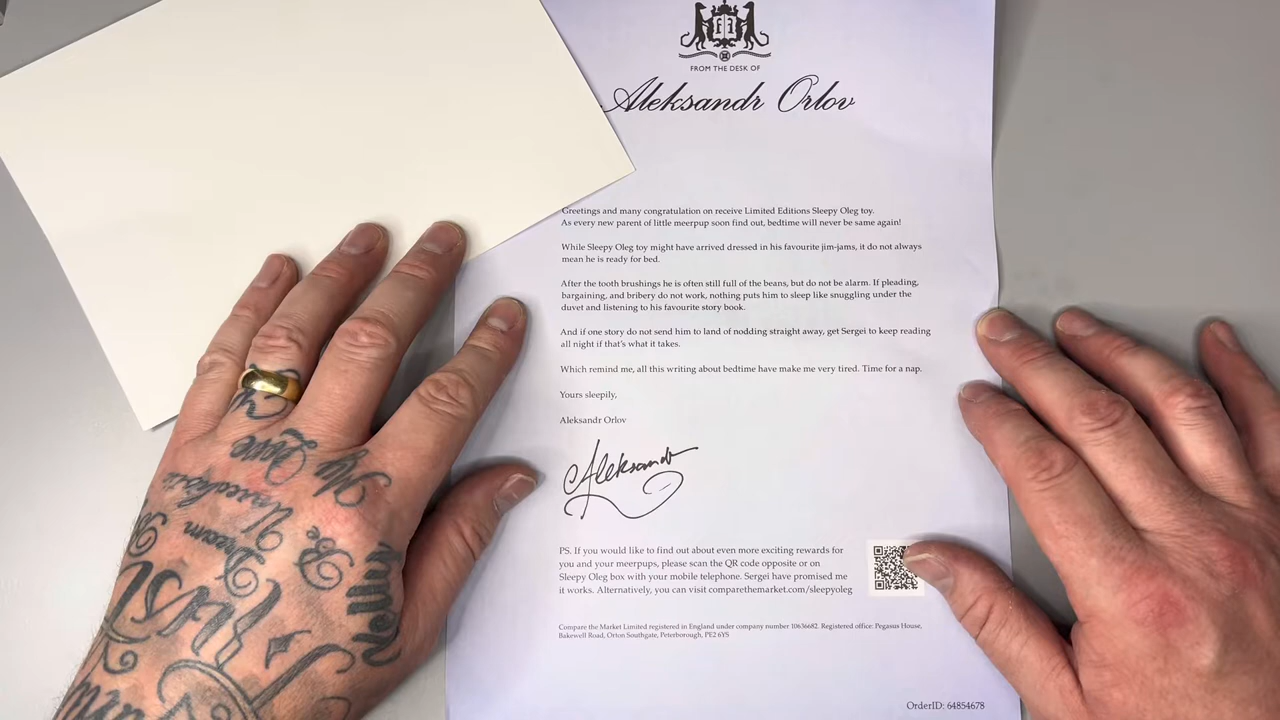 FROM THE DESK OF
Aleksandr Orlov
Greetings and many congratulation on receive Limited Editions Sleepy Oleg toy.
As every new parent of little meerpup soon find out, bedtime will never be same again!
While Sleepy Oleg toy might have arrived dressed in his favourite jim-jams, it do not always
mean he is ready for bed.
After the tooth brushings he is often still full of the beans, but do not be alarm. If pleading,
bargaining, and bribery do not work, nothing puts him to sleep like snuggling under the
duvet and listening to his favourite story book.
And if one story do not send him to land of nodding straight away, get Sergei to keep reading
all night if that's what it takes.
Which remind me, all this writing about bedtime have make me very tired. Time for a nap.
Yours sleepily,
Aleksandr Orlov
Aleksandr
PS. If you would like to find out about even more exciting rewards for
you and your meerpups, please scan the QR code opposite or on
Sleepy Oleg box with your mobile telephone. Sergei have promised me
it works. Alternatively, you can visit comparethemarket.com/sleepyoleg
Compare the Market Limited registered in England under company number 10636682. Registered office: Pegasus House,
Bakewell Road, Orton Southgate, Peterborough, PE2 6YS
OrderID: 64854678
My Love
Be
Dream